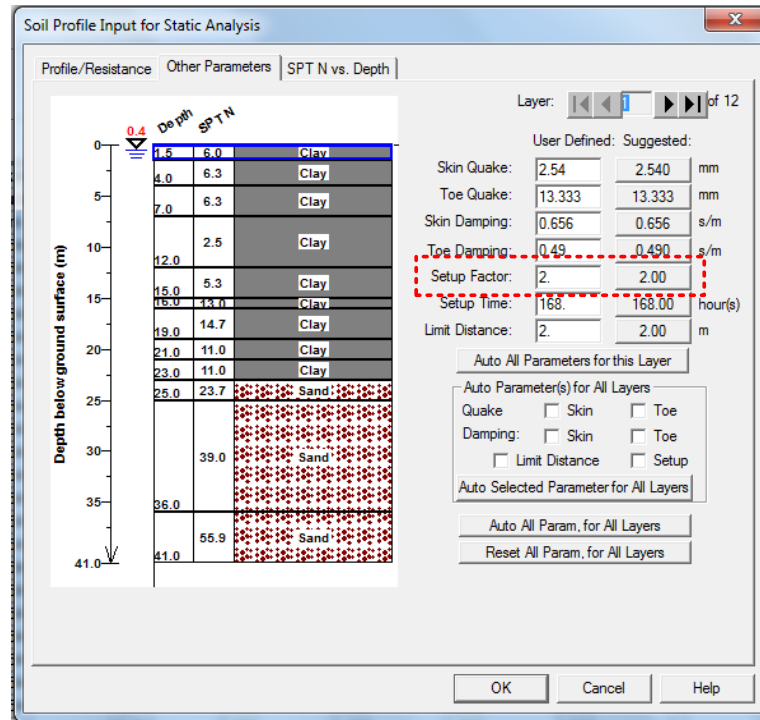 Soil Profile Input for Static Analysis
x
Profile/Resistance Other Parameters SPT N vs. Depth
Layer: 1 of 12
0.4 Depth SPT N
User Defined: Suggested:
0 1.5 6.0 Clay
4.0 6.3 Clay
5 7.0 6.3 Clay
10 12.0 2.5 Clay
15 15.0 5.3 Clay
16.0 13.0 Clay
19.0 14.7 Clay
20 21.0 11.0 Clay
23.0 11.0 Clay
25 25.0 23.7 Sand
30
35 36.0 39.0 Sand
41.0 41.0 55.9 Sand
Depth below ground surface (m)
Skin Quake: 2.54 2.540 mm
Toe Quake: 13.333 13.333 mm
Skin Damping: 0.656 0.656 s/m
Toe Damping: 0.49 0.490 s/m
Setup Factor: 2. 2.00
Setup Time: 168. 168.00 hour(s)
Limit Distance: 2. 2.00 m
Auto All Parameters for this Layer
Auto Parameter(s) for All Layers
Quake Skin Toe
Damping: Skin Toe
Limit Distance Setup
Auto Selected Parameter for All Layers
Auto All Param, for All Layers
Reset All Param, for All Layers
OK Cancel Help